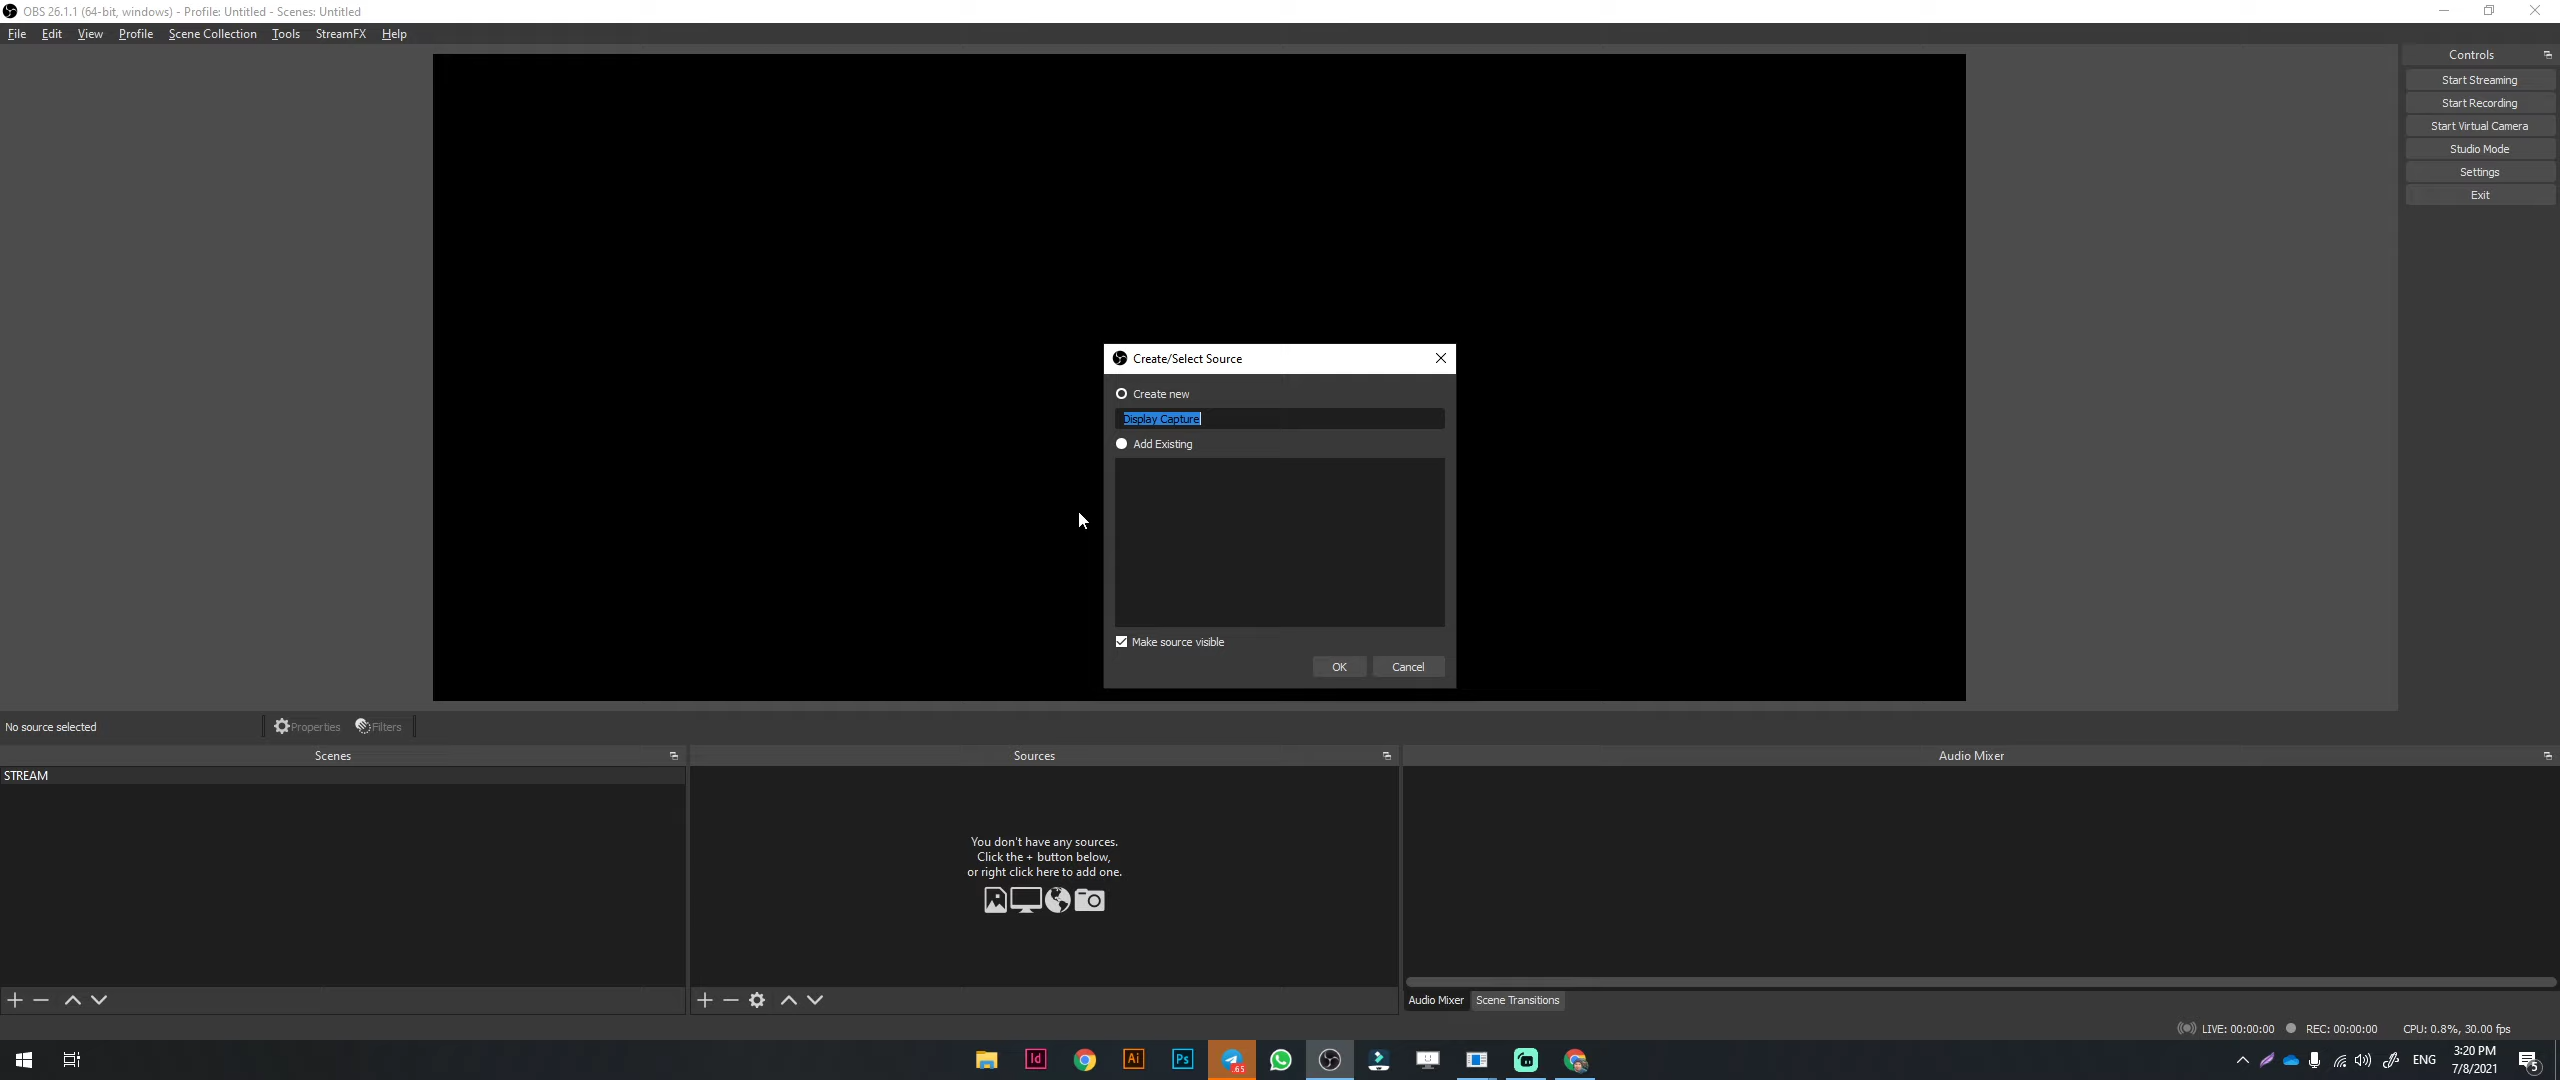 OBS 26.1.1 (64-bit, windows) - Profile: Untitled - Scenes: Untitled
File Edit View Profile Scene Collection Tools StreamFX Help
Controls
Start Streaming
Start Recording
Start Virtual Camera
Studio Mode
Settings
Exit
Create/Select Source
Create new
Display Capture
Add Existing
Make source visible
OK Cancel
No source selected Properties Filters
Scenes Sources Audio Mixer
STREAM
You don't have any sources.
Click the + button below,
or right click here to add one.
Audio Mixer Scene Transitions
LIVE: 00:00:00 REC: 00:00:00 CPU: 0.8%, 30.00 fps
Id Ai Ps .65
ENG
3:20 PM
7/8/2021
5